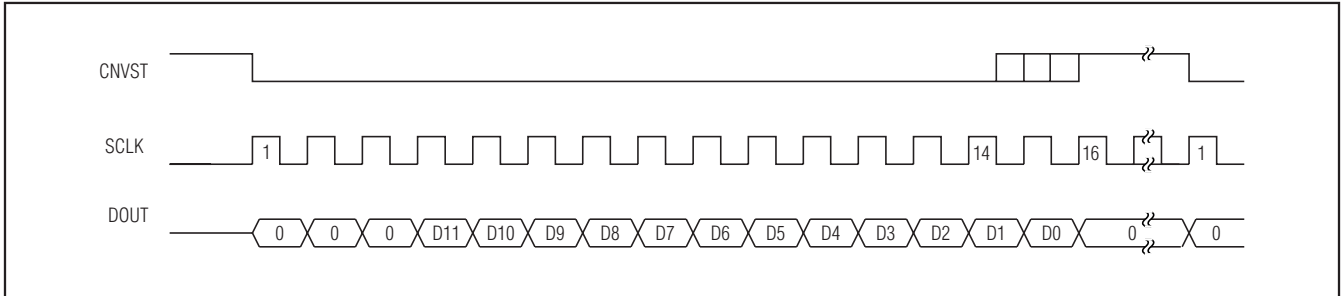 CNVST
SCLK
1 14 16 1
DOUT
0 0 0 D11 D10 D9 D8 D7 D6 D5 D4 D3 D2 D1 D0 0 0